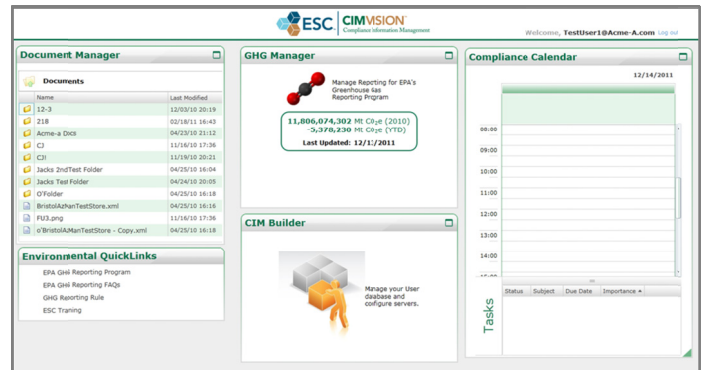 ESC CIMVISION
Compliance Information Management
Welcome, TestUser1@Acme-A.com Log out
Document Manager
Documents
Name Last Modified
12-3 12/03/10 20:19
218 02/18/11 16:43
Acme-a Docs 04/23/10 21:12
CJ 11/16/10 17:36
CJ! 11/19/10 20:21
Jacks 2ndTest Folder 04/25/10 16:04
Jacks Test Folder 04/24/10 20:05
O'Folder 04/25/10 16:18
BristolAzManTestStore.xml 04/25/10 16:16
FU3.png 11/16/10 17:36
o'BristolAzManTestStore - Copy.xml 04/25/10 16:18
Environmental QuickLinks
EPA GHG Reporting Program
EPA GHG Reporting FAQs
GHG Reporting Rule
ESC Traning
GHG Manager
Manage Reporting for EPA's
Greenhouse Gas
Reporting Program
11,806,074,302 Mt CO₂e (2010)
-5,378,230 Mt CO₂e (YTD)
Last Updated: 12/1/2011
CIM Builder
Manage your User
daabase and
configure servers.
Compliance Calendar
12/14/2011
08:00
09:00
10:00
11:00
12:00
13:00
14:00
Tasks
Status Subject Due Date Importance